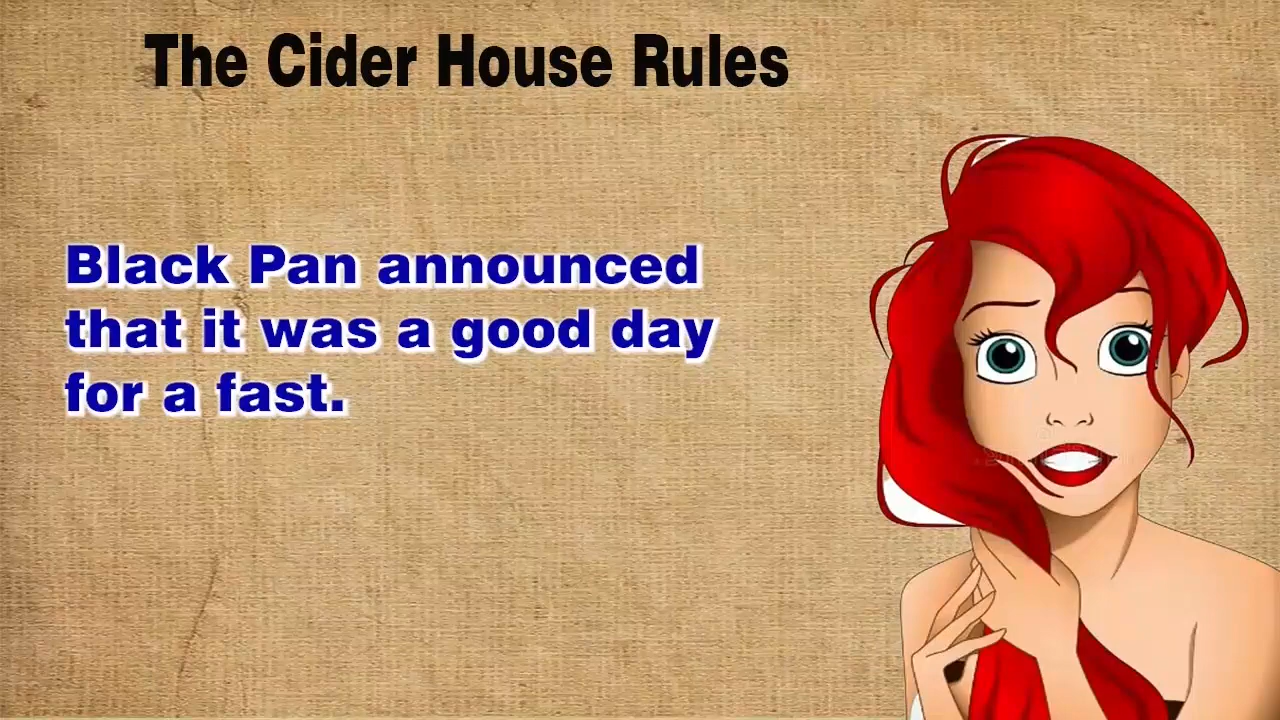 The Cider House Rules
Black Pan announced
that it was a good day
for a fast.